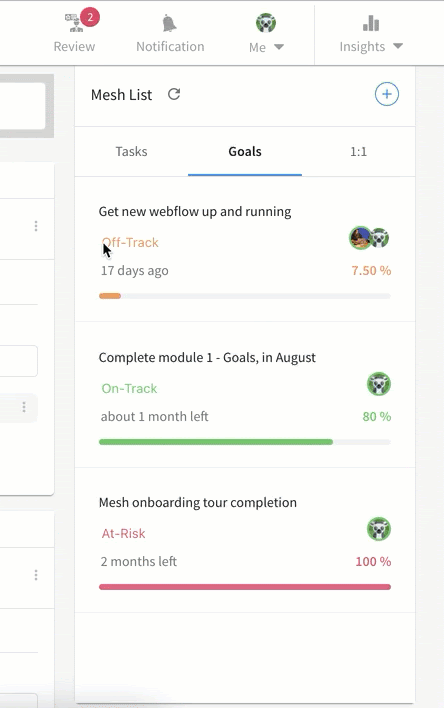 2
Review
Notification
Me
Insights
Mesh List
Tasks
Goals
1:1
Get new webflow up and running
Off-Track
17 days ago
7.50 %
Complete module 1 - Goals, in August
On-Track
about 1 month left
80 %
Mesh onboarding tour completion
At-Risk
2 months left
100 %